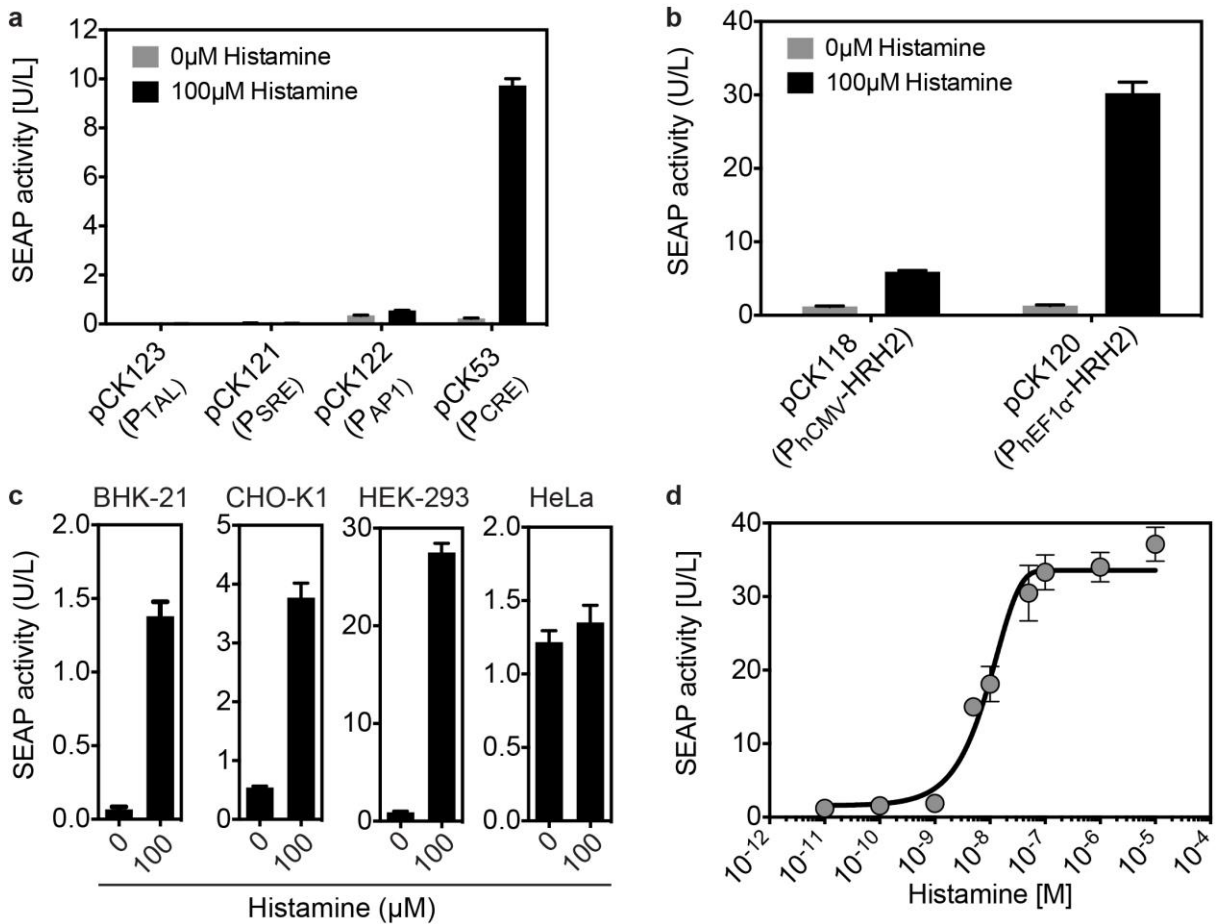 a
12
10
8
6
4
2
0
SEAP activity [U/L]
0µM Histamine
100µM Histamine
pCK123
(PTAL)
pCK121
(PSRE)
pCK122
(PAP1)
pCK53
(PCRE)
b
40
30
20
10
0
SEAP activity (U/L)
0µM Histamine
100µM Histamine
pCK118
(PhCMV-HRH2)
pCK120
(PhEF1α-HRH2)
c
SEAP activity (U/L)
BHK-21
2.0
1.5
1.0
0.5
0.0
0
100
CHO-K1
5
4
3
2
1
0
0
100
HEK-293
30
20
10
0
0
100
HeLa
2.0
1.5
1.0
0.5
0.0
0
100
Histamine (µM)
d
40
30
20
10
0
SEAP activity [U/L]
10-12
10-11
10-10
10-9
10-8
10-7
10-6
10-5
10-4
Histamine [M]